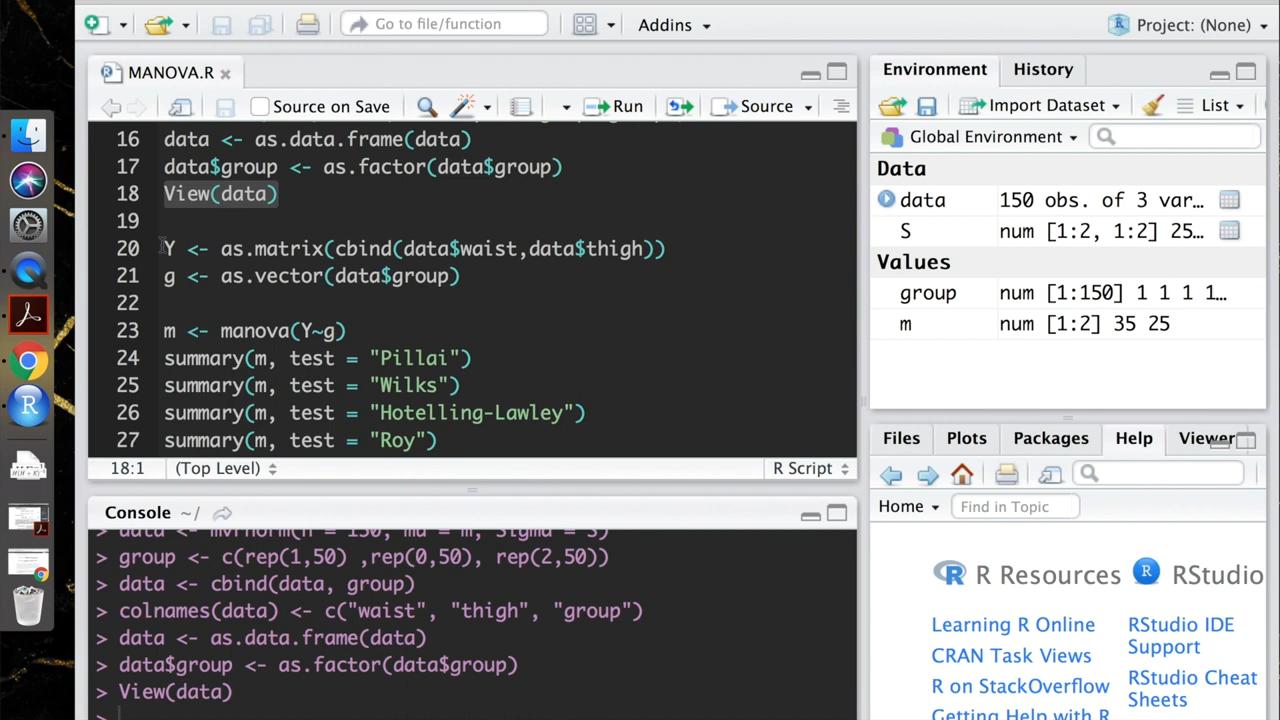 Go to file/function
Addins
Project: (None)
MANOVA.R
Source on Save
Run
Source
16 data <- as.data.frame(data)
17 data$group <- as.factor(data$group)
18 View(data)
19
20 Y <- as.matrix(cbind(data$waist,data$thigh))
21 g <- as.vector(data$group)
22
23 m <- manova(Y~g)
24 summary(m, test = "Pillai")
25 summary(m, test = "Wilks")
26 summary(m, test = "Hotelling-Lawley")
27 summary(m, test = "Roy")
18:1 (Top Level) R Script
Console ~/
> data <- mvrnorm(n = 150, mu = m, Sigma = S)
> group <- c(rep(1,50) ,rep(0,50), rep(2,50))
> data <- cbind(data, group)
> colnames(data) <- c("waist", "thigh", "group")
> data <- as.data.frame(data)
> data$group <- as.factor(data$group)
> View(data)
>
Environment History
Import Dataset List
Global Environment
Data
data 150 obs. of 3 var…
S num [1:2, 1:2] 25…
Values
group num [1:150] 1 1 1 1…
m num [1:2] 35 25
Files Plots Packages Help Viewer
Home Find in Topic
R Resources RStudio
Learning R Online RStudio IDE
Support
CRAN Task Views
R on StackOverflow RStudio Cheat
Sheets
Getting Help with R